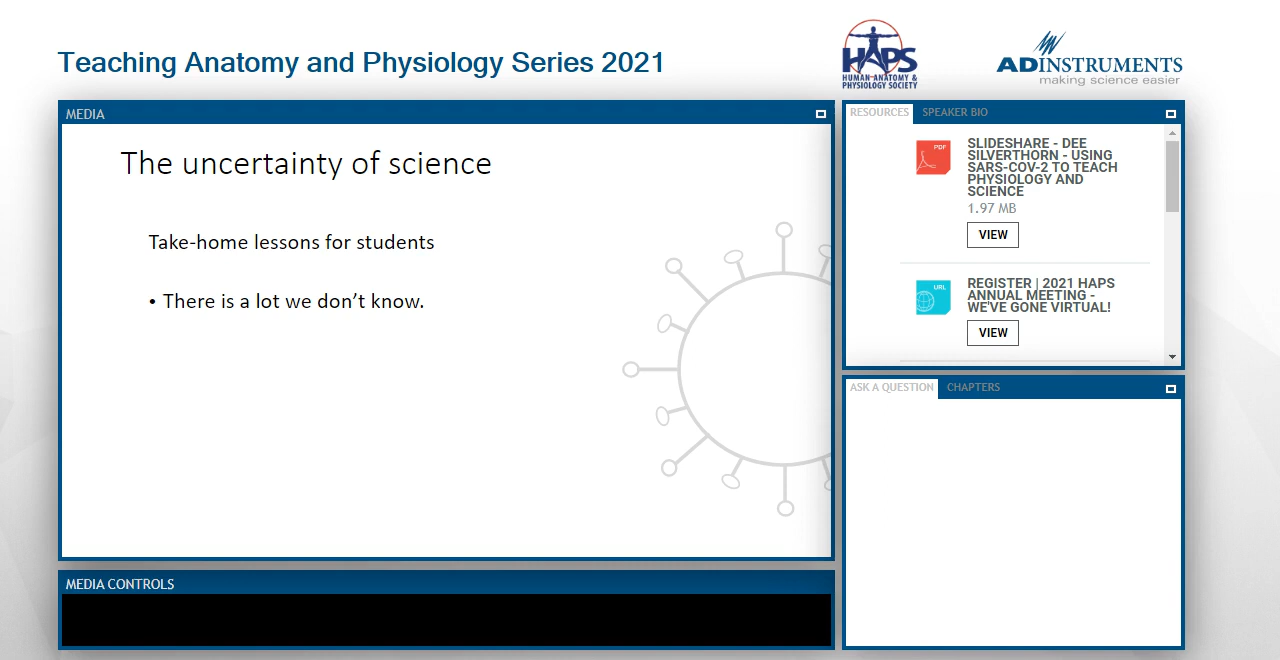 Teaching Anatomy and Physiology Series 2021
HAPS
HUMAN ANATOMY &
PHYSIOLOGY SOCIETY
ADINSTRUMENTS
making science easier
MEDIA
The uncertainty of science
Take-home lessons for students
• There is a lot we don’t know.
MEDIA CONTROLS
RESOURCES SPEAKER BIO
PDF
SLIDESHARE - DEE
SILVERTHORN - USING
SARS-COV-2 TO TEACH
PHYSIOLOGY AND
SCIENCE
1.97 MB
VIEW
URL
REGISTER | 2021 HAPS
ANNUAL MEETING -
WE'VE GONE VIRTUAL!
VIEW
ASK A QUESTION CHAPTERS